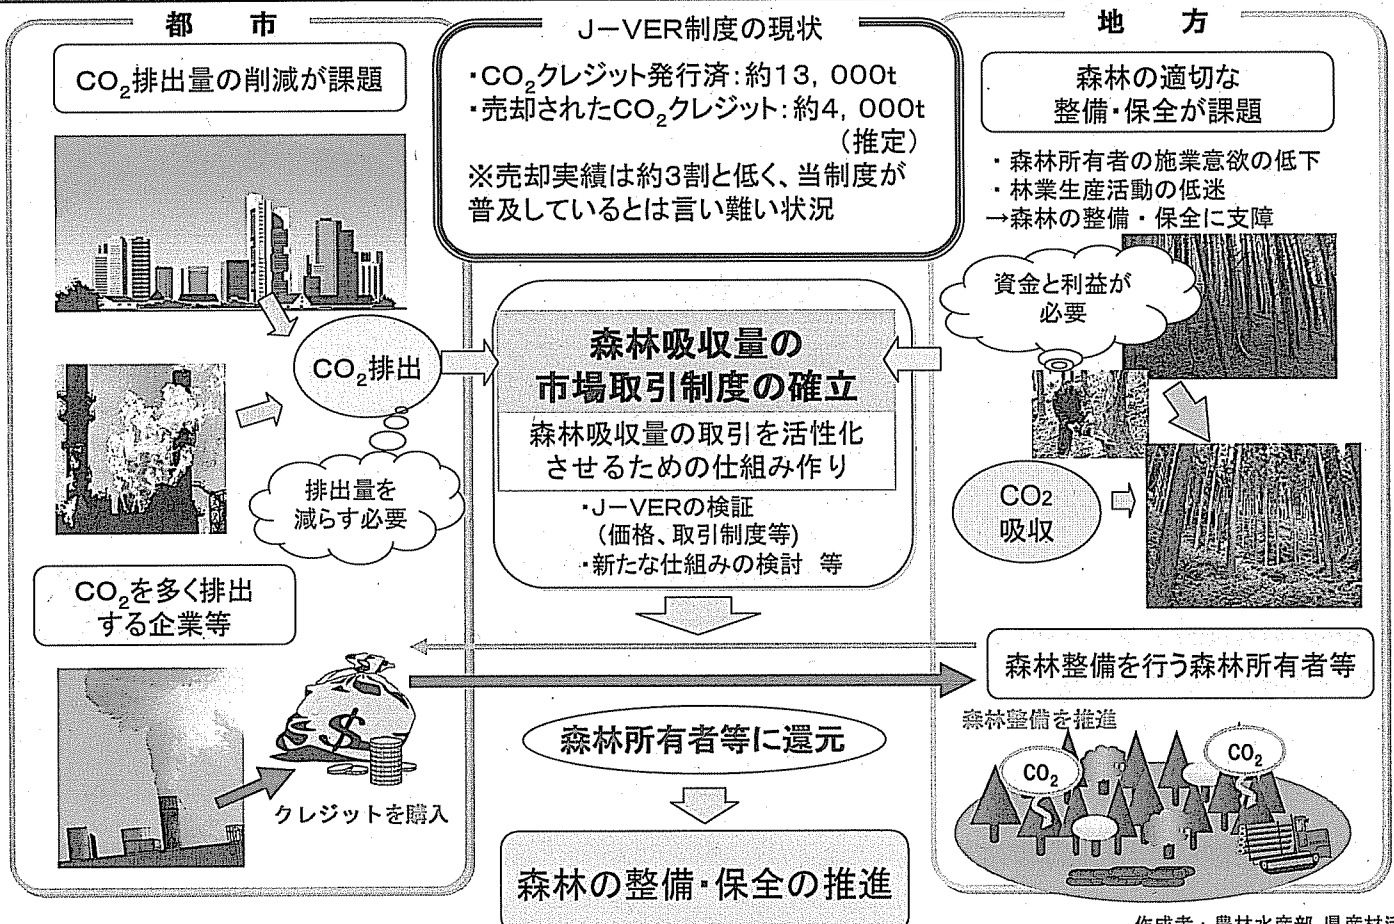 都　市
CO₂排出量の削減が課題
CO₂排出
排出量を
減らす必要
CO₂を多く排出
する企業等
$
クレジットを購入
J－VER制度の現状
・CO₂クレジット発行済：約13，000t
・売却されたCO₂クレジット：約4，000t
（推定）
※売却実績は約3割と低く、当制度が
普及しているとは言い難い状況
森林吸収量の
市場取引制度の確立
森林吸収量の取引を活性化
させるための仕組み作り
・J－VERの検証
（価格、取引制度等）
・新たな仕組みの検討　等
森林所有者等に還元
森林の整備・保全の推進
地　方
森林の適切な
整備・保全が課題
・森林所有者の施業意欲の低下
・林業生産活動の低迷
→森林の整備・保全に支障
資金と利益が
必要
CO₂
吸収
森林整備を行う森林所有者等
森林整備を推進
CO₂
CO₂
作成者：農林水産部